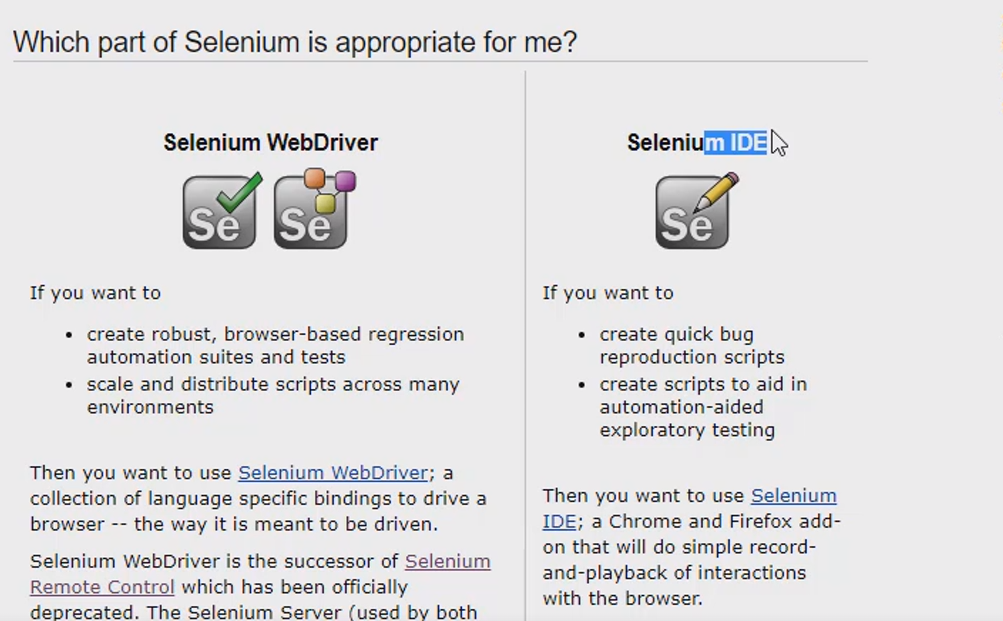 Which part of Selenium is appropriate for me?
Selenium WebDriver
Se Se
If you want to
create robust, browser-based regression
automation suites and tests
scale and distribute scripts across many
environments
Then you want to use Selenium WebDriver; a
collection of language specific bindings to drive a
browser -- the way it is meant to be driven.
Selenium WebDriver is the successor of Selenium
Remote Control which has been officially
deprecated. The Selenium Server (used by both
Selenium IDE
Se
If you want to
create quick bug
reproduction scripts
create scripts to aid in
automation-aided
exploratory testing
Then you want to use Selenium
IDE; a Chrome and Firefox add-
on that will do simple record-
and-playback of interactions
with the browser.